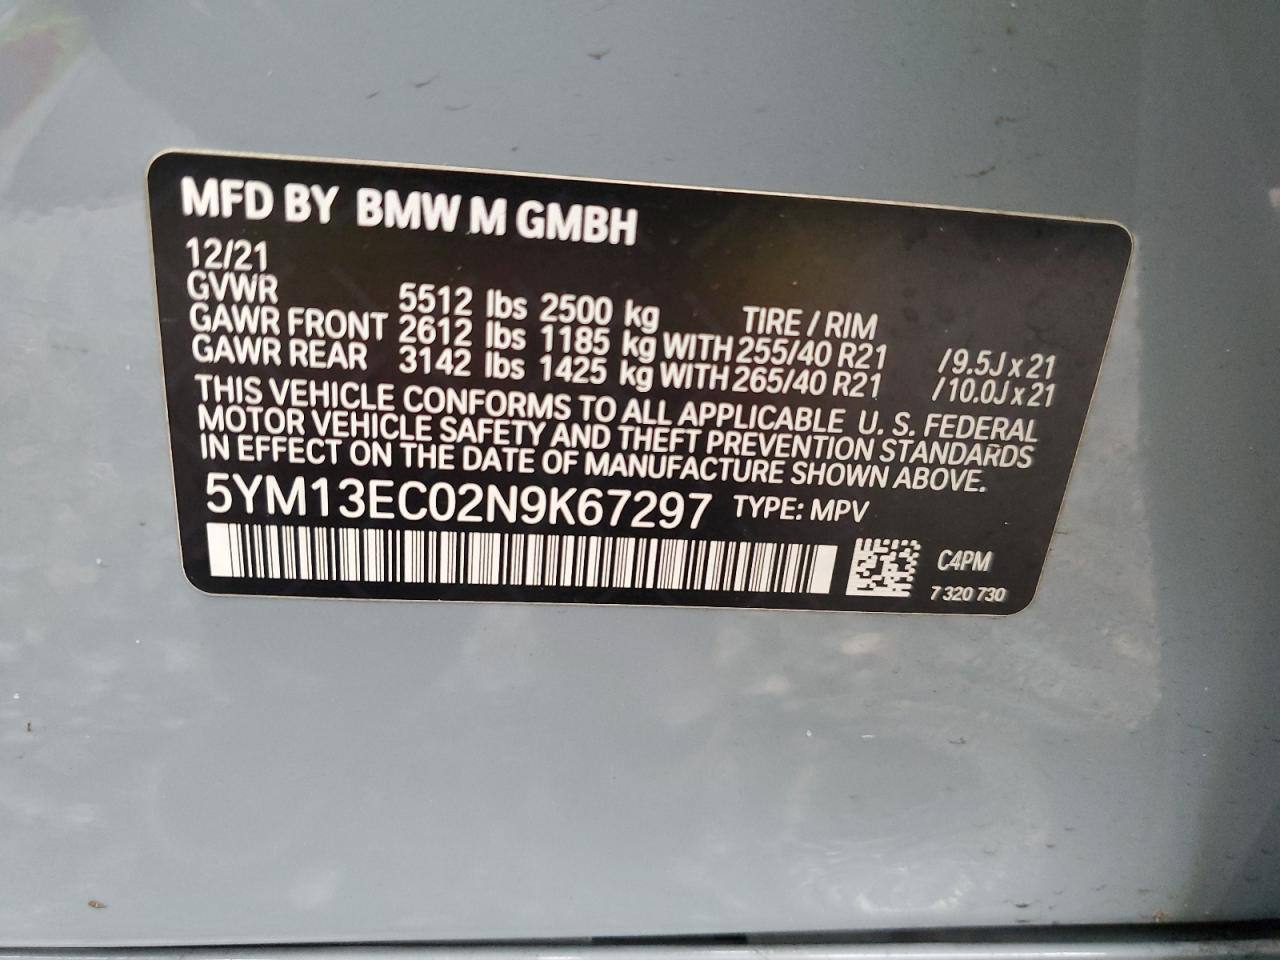 MFD BY BMW M GMBH
12/21
GVWR 5512 lbs 2500 kg TIRE / RIM
GAWR FRONT 2612 lbs 1185 kg WITH 255/40 R21 /9.5J x 21
GAWR REAR 3142 lbs 1425 kg WITH 265/40 R21 /10.0J x 21
THIS VEHICLE CONFORMS TO ALL APPLICABLE U. S. FEDERAL
MOTOR VEHICLE SAFETY AND THEFT PREVENTION STANDARDS
IN EFFECT ON THE DATE OF MANUFACTURE SHOWN ABOVE.
5YM13EC02N9K67297 TYPE: MPV
C4PM
7 320 730